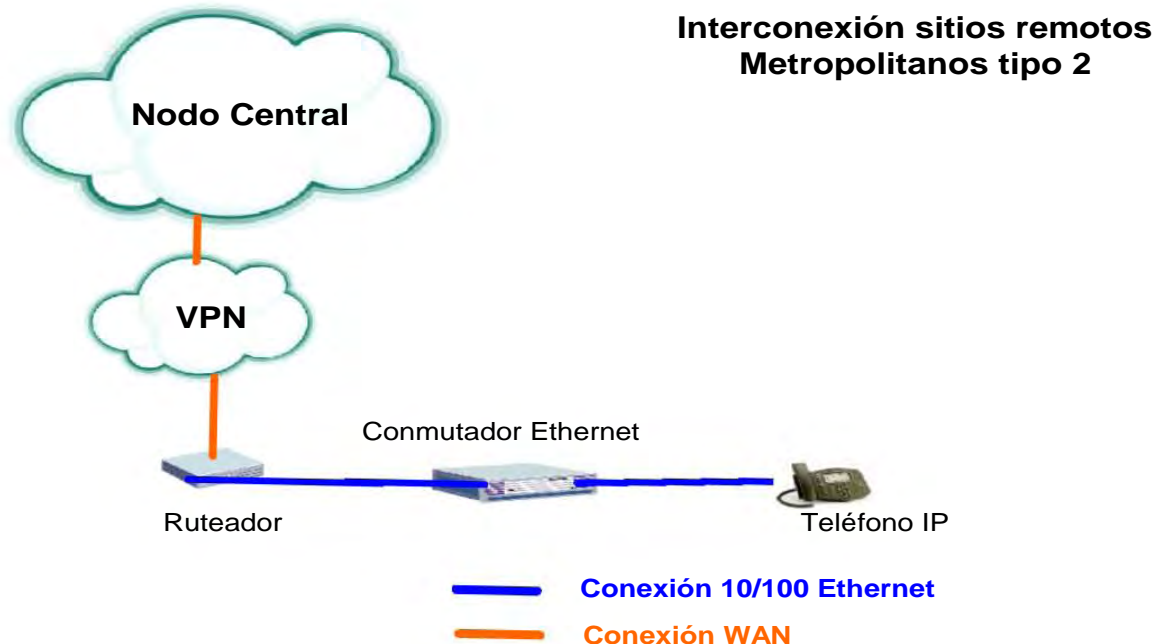 Interconexión sitios remotos
Metropolitanos tipo 2
Nodo Central
VPN
Conmutador Ethernet
Ruteador
Teléfono IP
Conexión 10/100 Ethernet
Conexión WAN